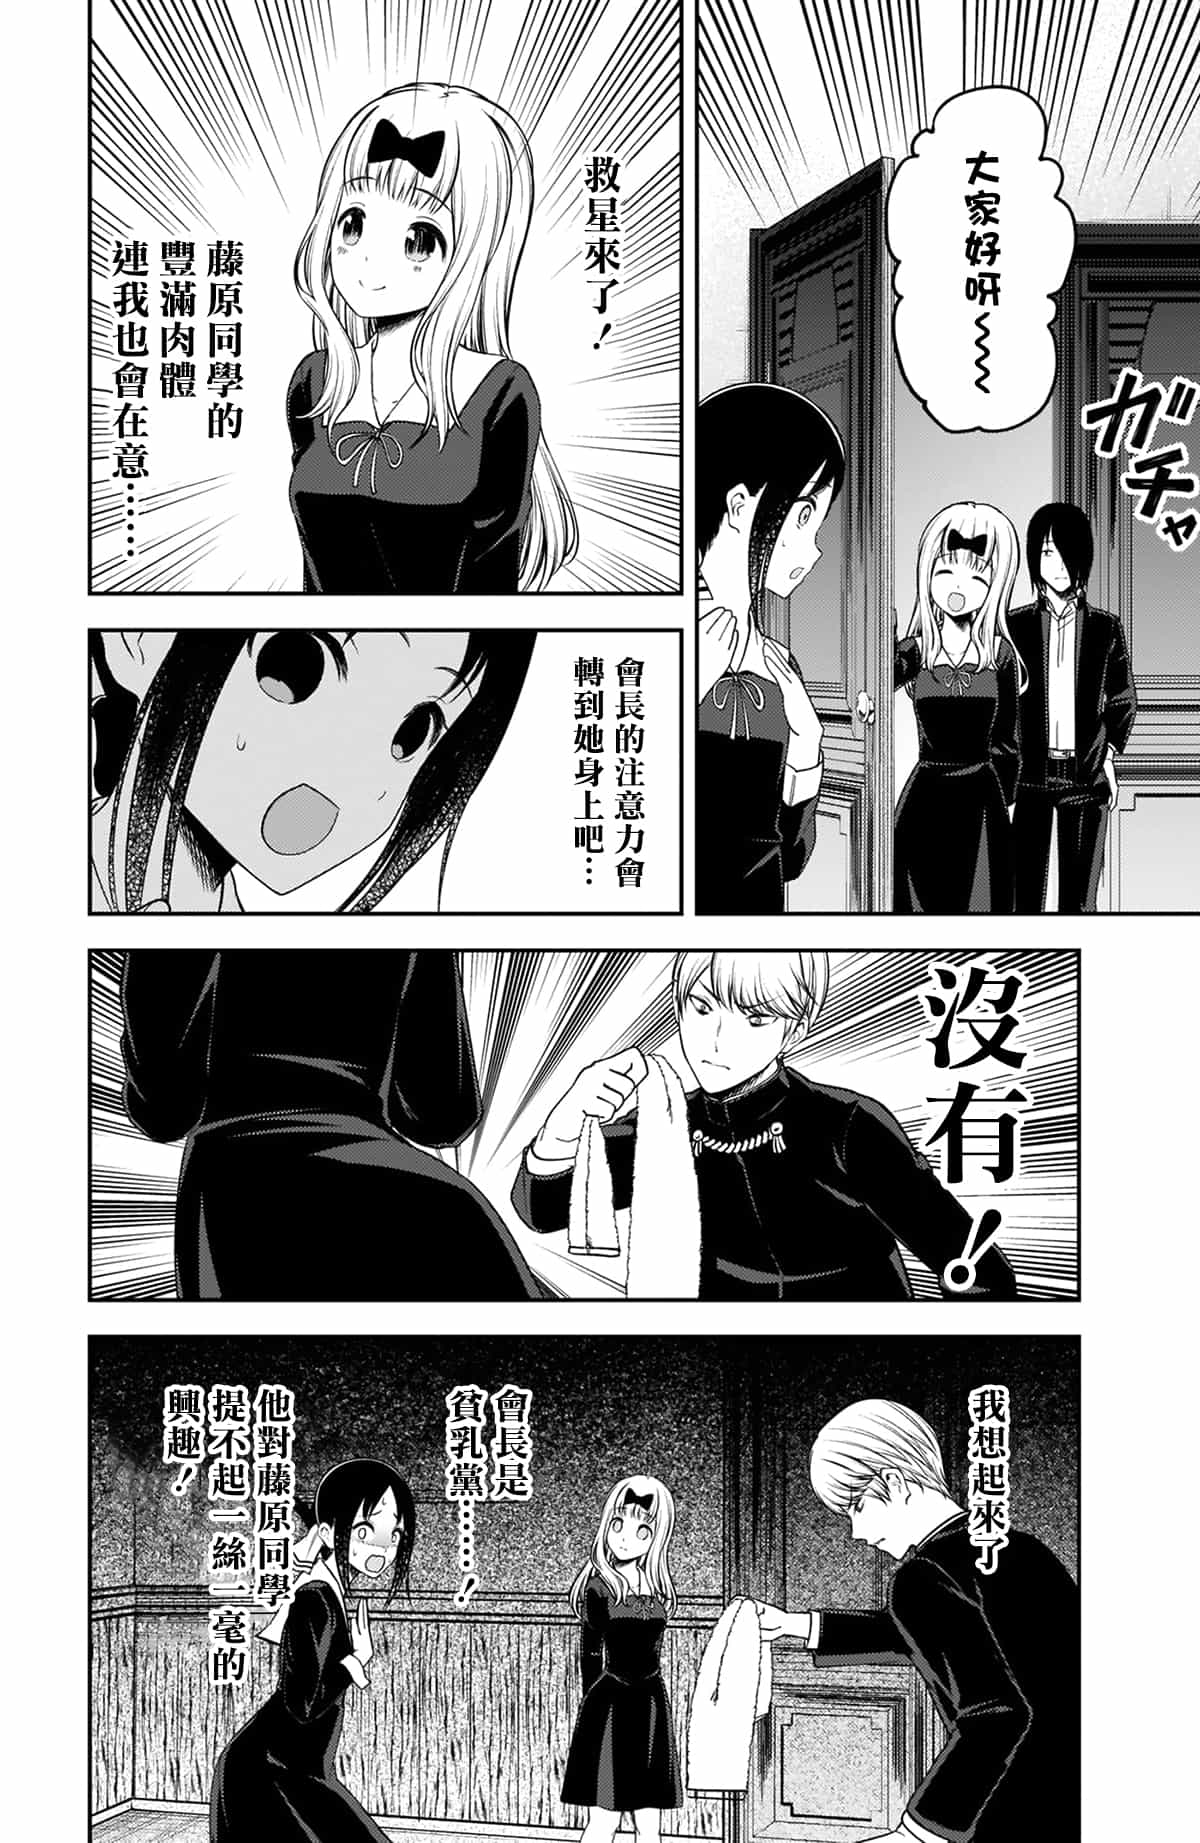 大家好呀~~~
ガチャ
救星來了！
藤原同學的
豐滿肉體
連我也會在意⋯⋯
會長的注意力會
轉到她身上吧⋯
沒有！
我想起來了
會長是
貧乳黨⋯⋯！
他對藤原同學
提不起一絲一毫的
興趣！